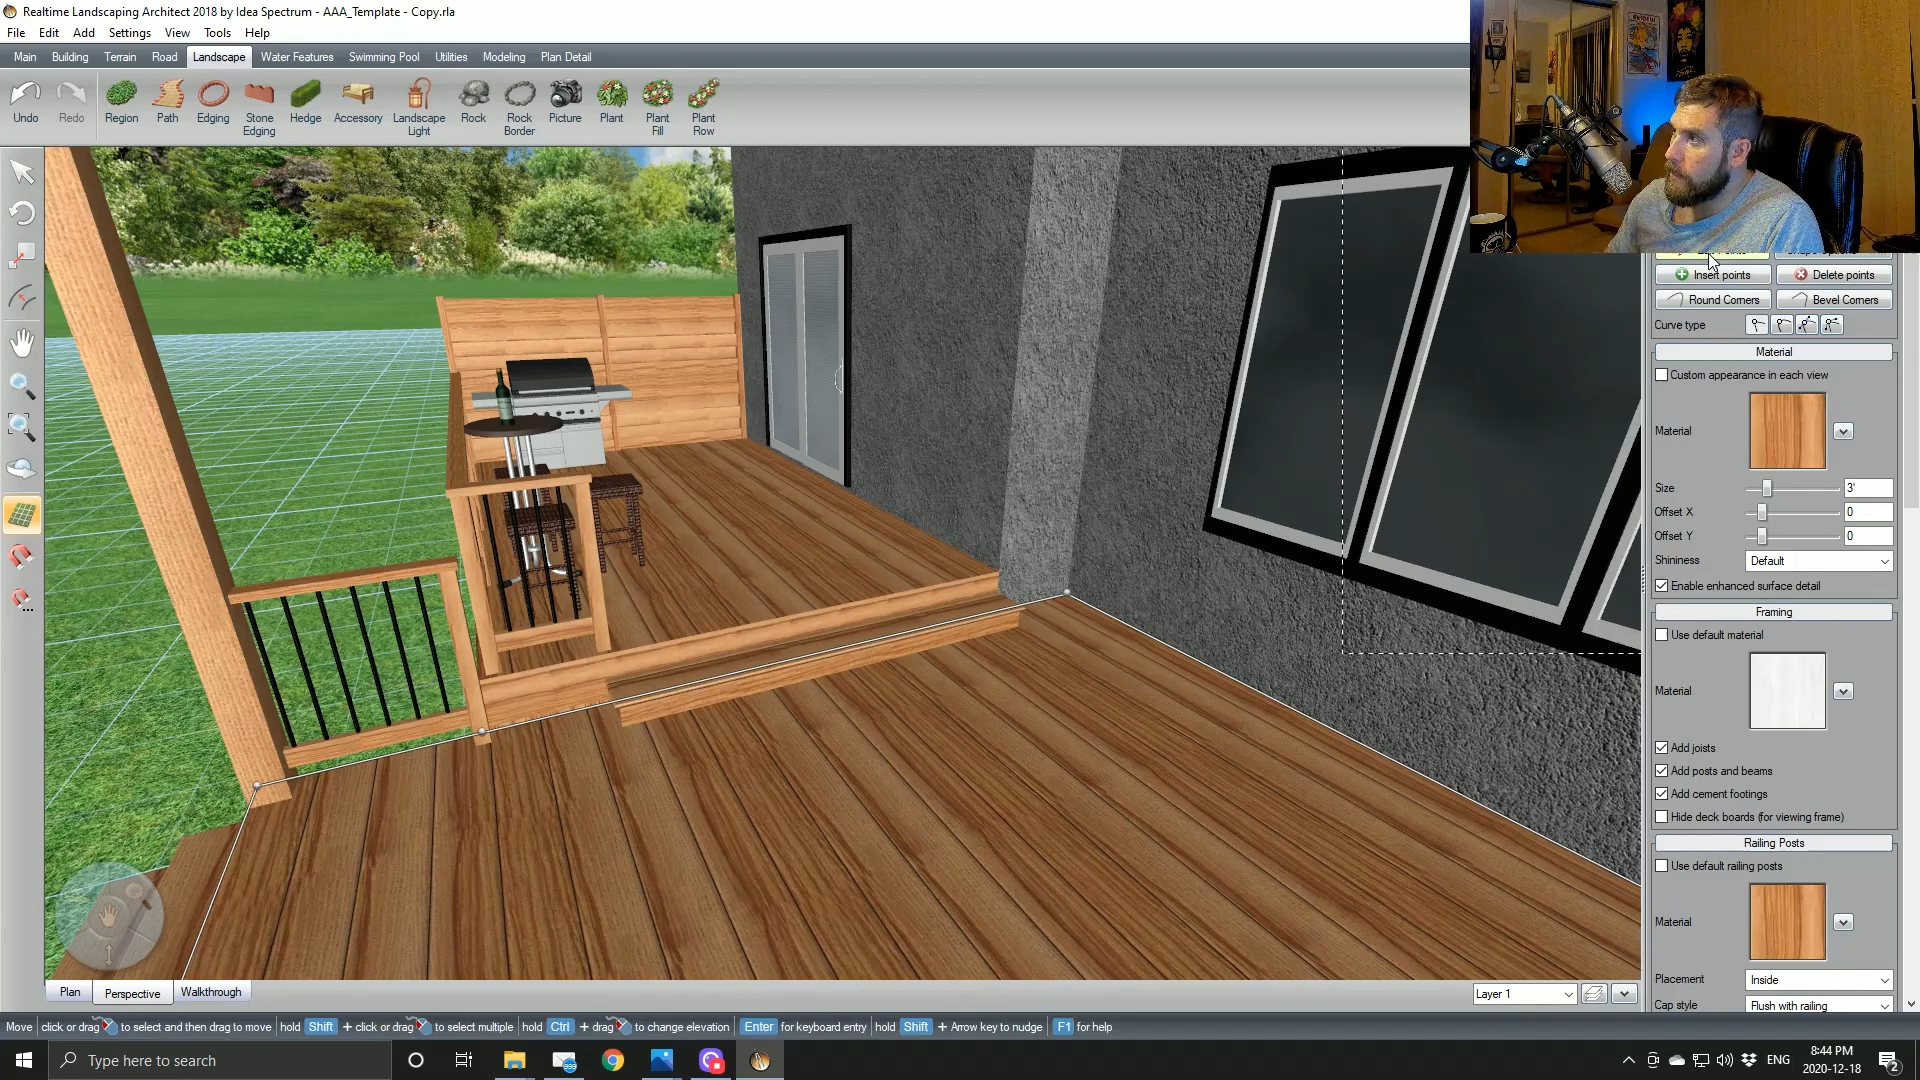 Realtime Landscaping Architect 2018 by Idea Spectrum - AAA_Template - Copy.rla
File Edit Add Settings View Tools Help
Main Building Terrain Road Landscape Water Features Swimming Pool Utilities Modeling Plan Detail
Undo Redo Region Path Edging Stone Edging Hedge Accessory Landscape Light Rock Rock Border Picture Plant Plant Fill Plant Row
Insert points Delete points
Round Corners Bevel Corners
Curve type
Material
Custom appearance in each view
Material
Size 3'
Offset X 0
Offset Y 0
Shininess Default
Enable enhanced surface detail
Framing
Use default material
Material
Add joists
Add posts and beams
Add cement footings
Hide deck boards (for viewing frame)
Railing Posts
Use default railing posts
Material
Placement Inside
Cap style Flush with railing
Plan Perspective Walkthrough
Layer 1
Move click or drag to select and then drag to move hold Shift + click or drag to select multiple hold Ctrl + drag to change elevation Enter for keyboard entry hold Shift + Arrow key to nudge F1 for help
Type here to search
ENG
8:44 PM
2020-12-18
2